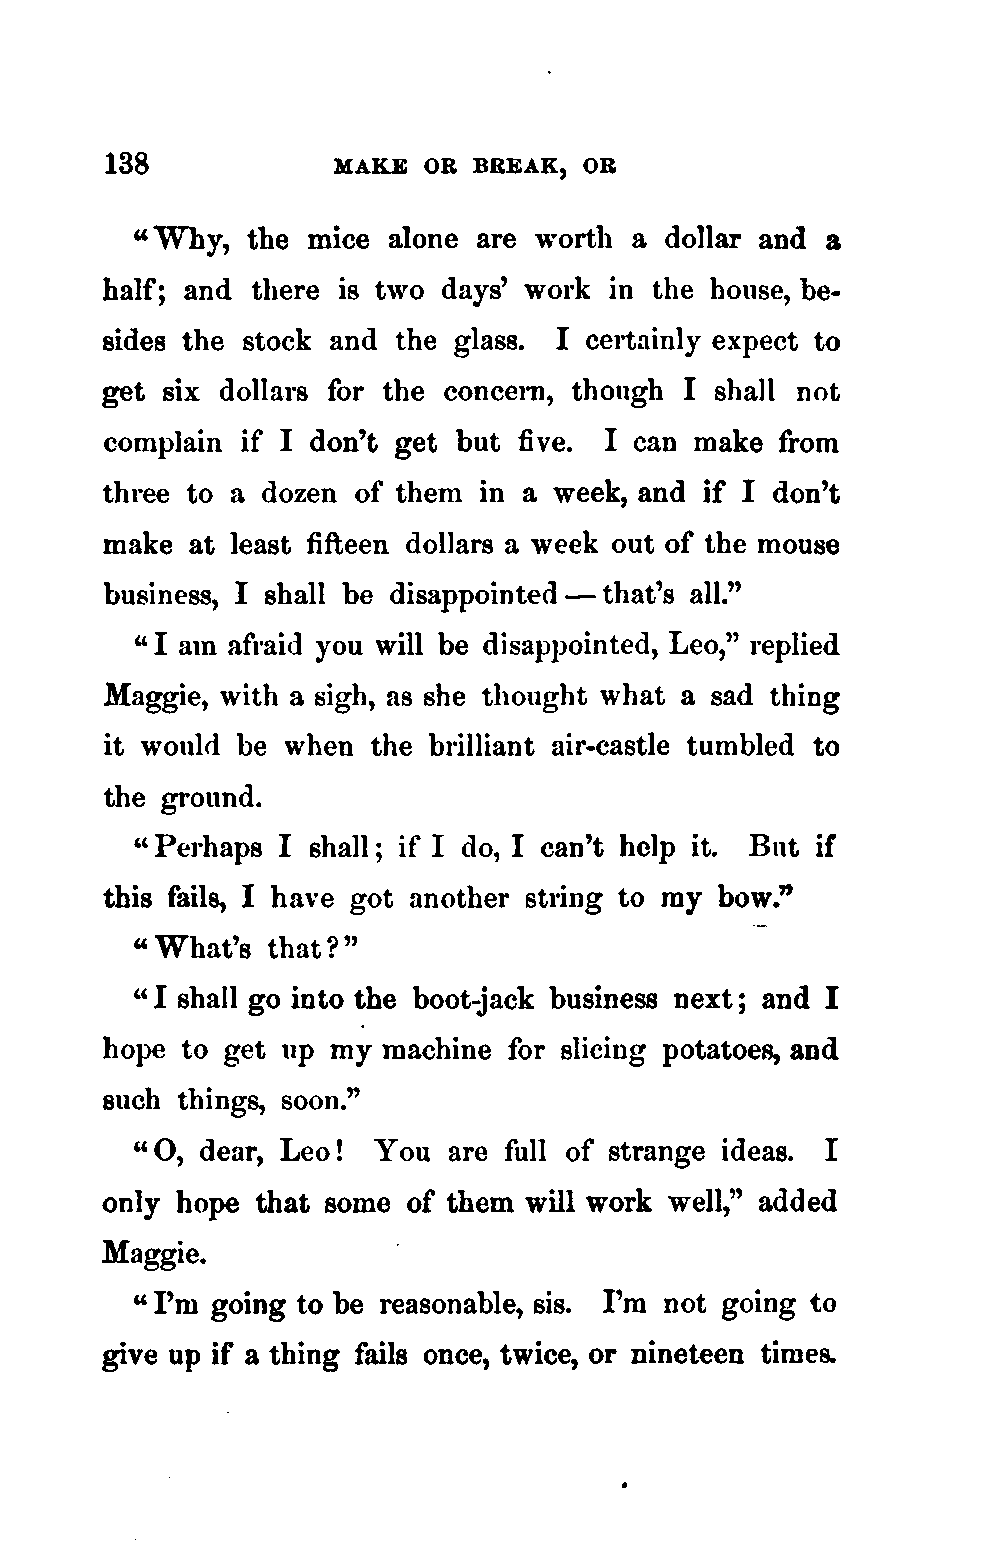 138 MAKE OR BREAK, OR
“Why, the mice alone are worth a dollar and a
half; and there is two days’ work in the house, be-
sides the stock and the glass. I certainly expect to
get six dollars for the concern, though I shall not
complain if I don’t get but five. I can make from
three to a dozen of them in a week, and if I don’t
make at least fifteen dollars a week out of the mouse
business, I shall be disappointed — that’s all.”
“I am afraid you will be disappointed, Leo,” replied
Maggie, with a sigh, as she thought what a sad thing
it would be when the brilliant air-castle tumbled to
the ground.
“Perhaps I shall; if I do, I can’t help it. But if
this fails, I have got another string to my bow.”
“What’s that?”
“I shall go into the boot-jack business next; and I
hope to get up my machine for slicing potatoes, and
such things, soon.”
“O, dear, Leo! You are full of strange ideas. I
only hope that some of them will work well,” added
Maggie.
“I’m going to be reasonable, sis. I’m not going to
give up if a thing fails once, twice, or nineteen times.